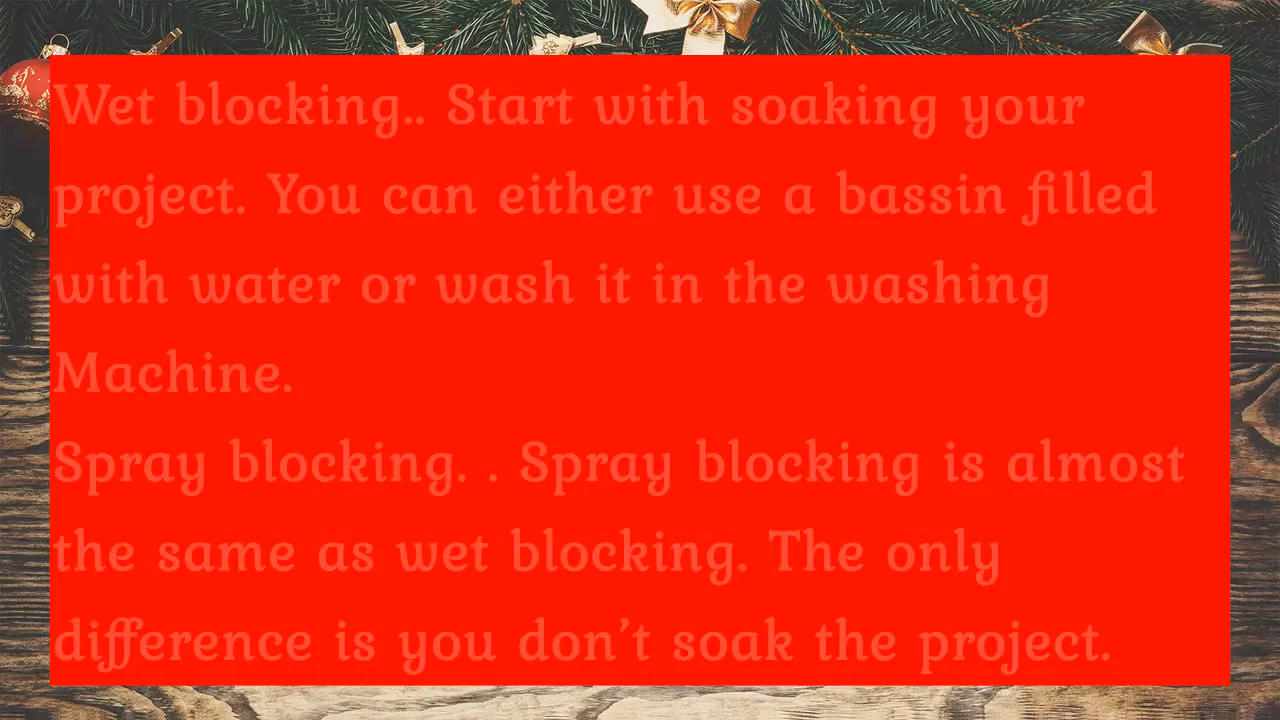 Wet blocking.. Start with soaking your
project. You can either use a bassin filled
with water or wash it in the washing
Machine.
Spray blocking. . Spray blocking is almost
the same as wet blocking. The only
difference is you don’t soak the project.